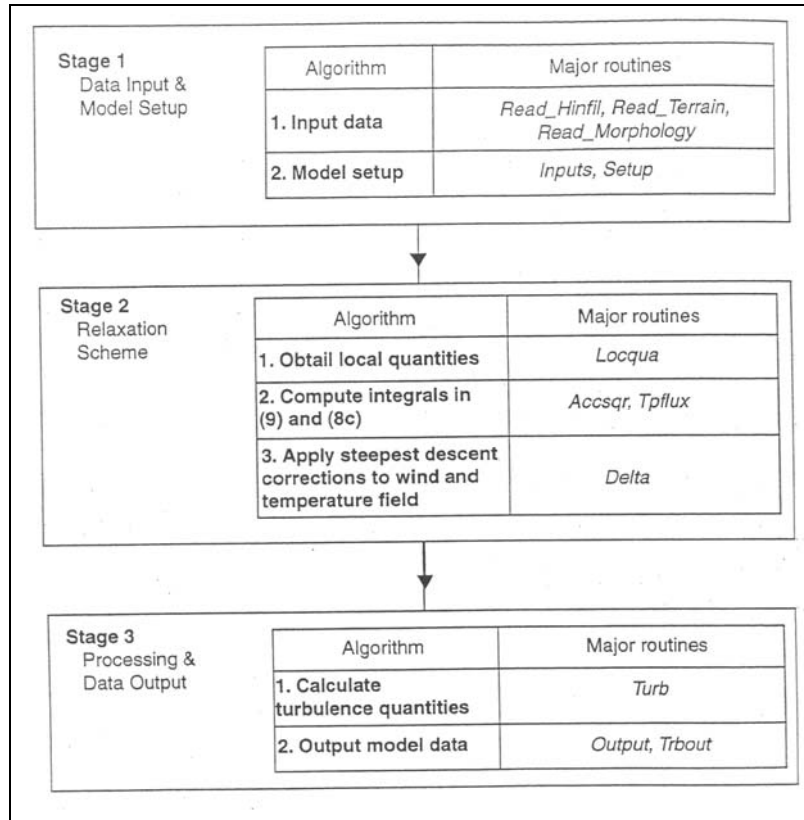 Stage 1
Data Input &
Model Setup
Algorithm
Major routines
1. Input data
Read_Hinfil, Read_Terrain,
Read_Morphology
2. Model setup
Inputs, Setup
Stage 2
Relaxation
Scheme
Algorithm
Major routines
1. Obtail local quantities
Locqua
2. Compute integrals in
(9) and (8c)
Accsqr, Tpflux
3. Apply steepest descent
corrections to wind and
temperature field
Delta
Stage 3
Processing &
Data Output
Algorithm
Major routines
1. Calculate
turbulence quantities
Turb
2. Output model data
Output, Trbout